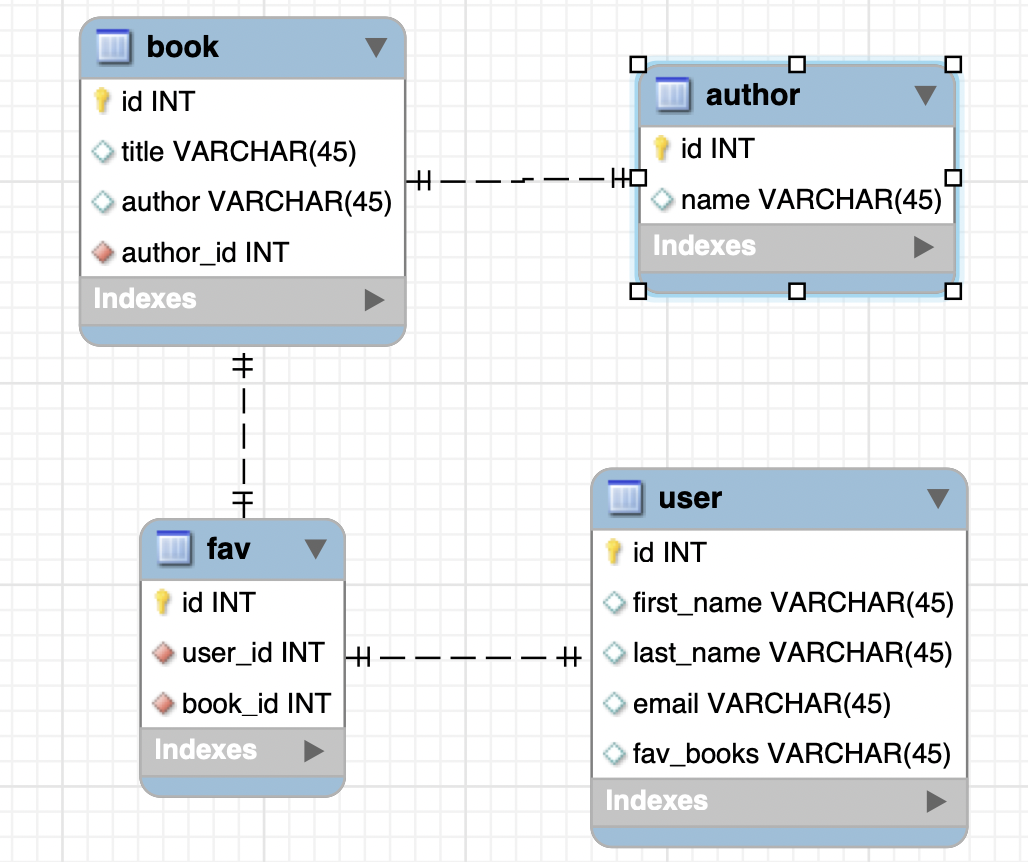 book
id INT
title VARCHAR(45)
author VARCHAR(45)
author_id INT
Indexes
author
id INT
name VARCHAR(45)
Indexes
fav
id INT
user_id INT
book_id INT
Indexes
user
id INT
first_name VARCHAR(45)
last_name VARCHAR(45)
email VARCHAR(45)
fav_books VARCHAR(45)
Indexes